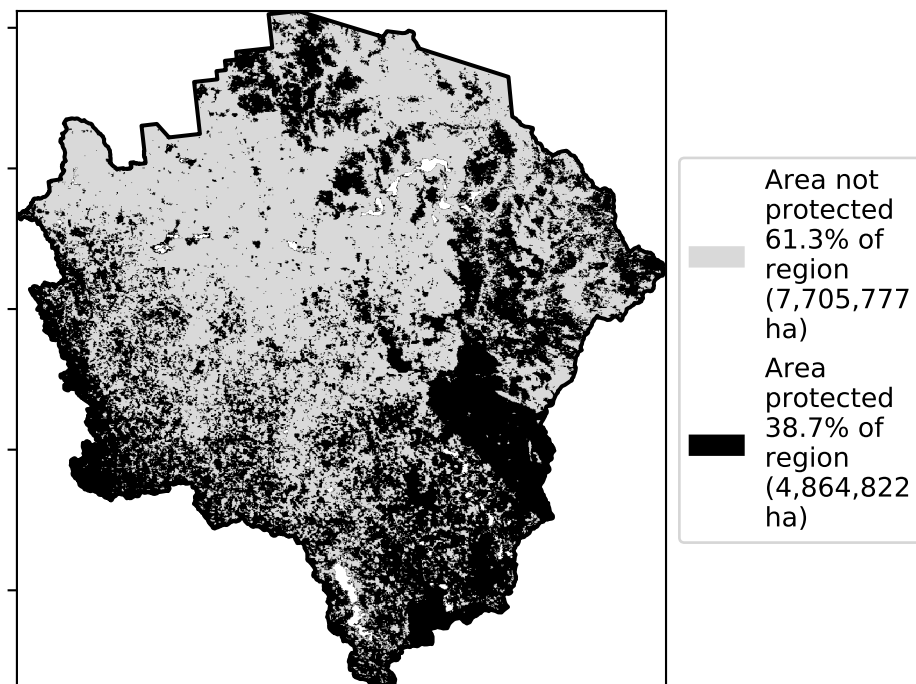 Area not
protected
61.3% of
region
(7,705,777
ha)
Area
protected
38.7% of
region
(4,864,822
ha)